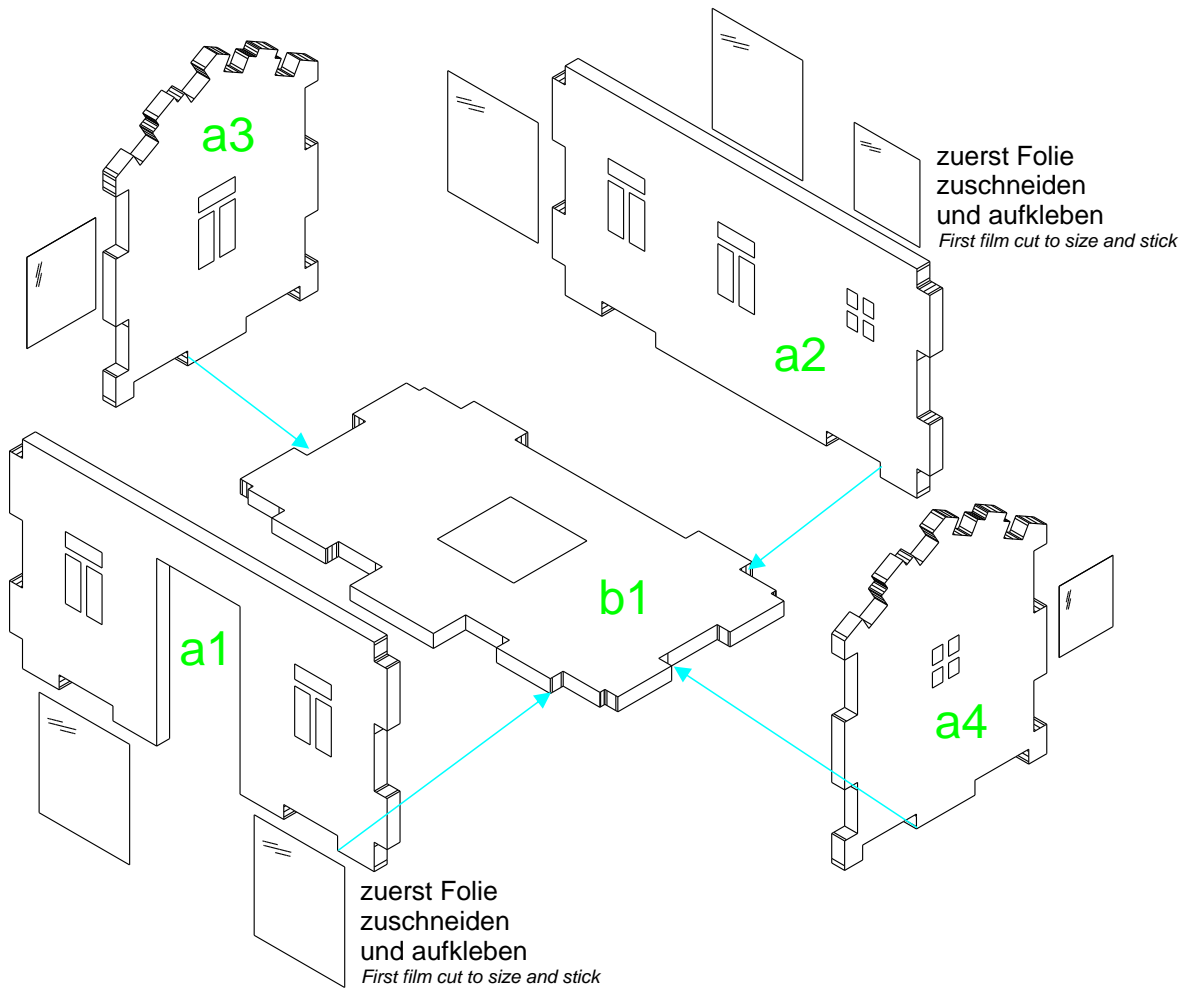 a3
zuerst Folie
zuschneiden
und aufkleben
First film cut to size and stick
a2
b1
a1
a4
zuerst Folie
zuschneiden
und aufkleben
First film cut to size and stick